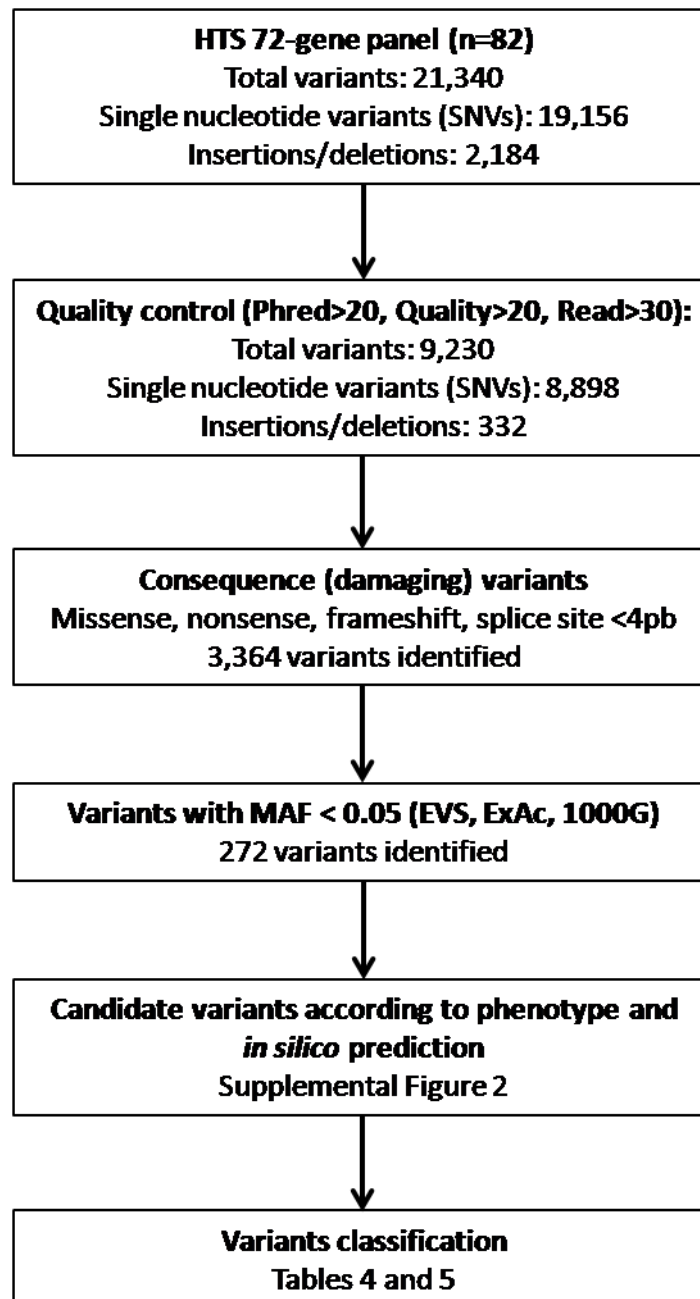 HTS 72-gene panel (n=82)
Total variants: 21,340
Single nucleotide variants (SNVs): 19,156
Insertions/deletions: 2,184
Quality control (Phred>20, Quality>20, Read>30):
Total variants: 9,230
Single nucleotide variants (SNVs): 8,898
Insertions/deletions: 332
Consequence (damaging) variants
Missense, nonsense, frameshift, splice site <4pb
3,364 variants identified
Variants with MAF < 0.05 (EVS, ExAc, 1000G)
272 variants identified
Candidate variants according to phenotype and
in silico prediction
Supplemental Figure 2
Variants classification
Tables 4 and 5